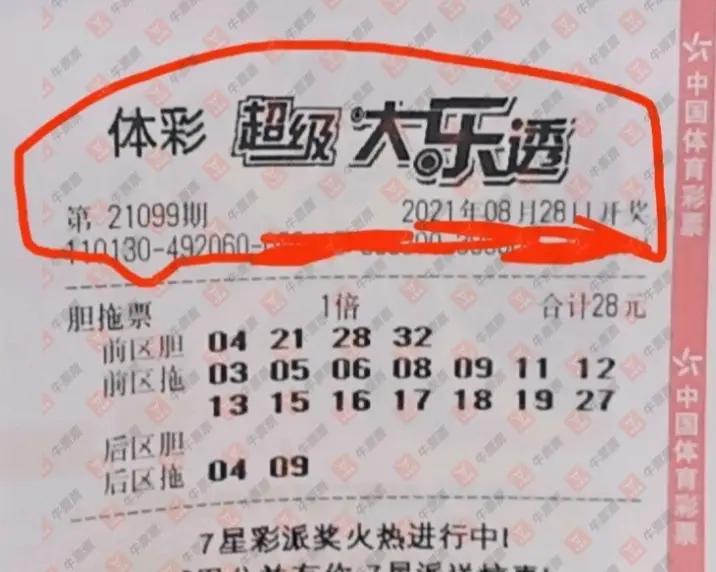 体彩 超级大乐透
第 21099期 2021年08月28日开奖
110130-492060-
胆拖票 1倍 合计28元
前区胆 04 21 28 32
前区拖 03 05 06 08 09 11 12
13 15 16 17 18 19 27
后区胆
后区拖 04 09
7星彩派奖火热进行中!
中国体育彩票
中国体育彩票